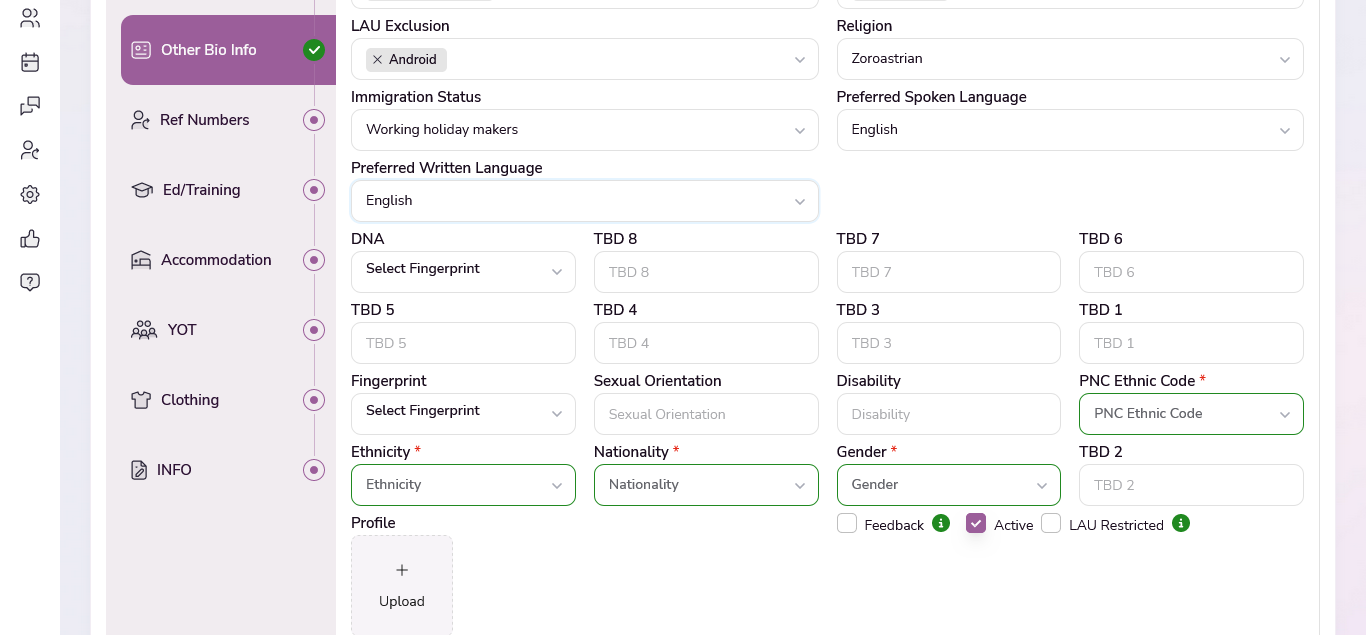 Other Bio Info
Ref Numbers
Ed/Training
Accommodation
YOT
Clothing
INFO
LAU Exclusion
Religion
Android
Zoroastrian
Immigration Status
Preferred Spoken Language
Working holiday makers
English
Preferred Written Language
English
DNA
TBD 8
TBD 7
TBD 6
Select Fingerprint
TBD 8
TBD 7
TBD 6
TBD 5
TBD 4
TBD 3
TBD 1
TBD 5
TBD 4
TBD 3
TBD 1
Fingerprint
Sexual Orientation
Disability
PNC Ethnic Code *
Select Fingerprint
Sexual Orientation
Disability
PNC Ethnic Code
Ethnicity *
Nationality *
Gender *
TBD 2
Ethnicity
Nationality
Gender
TBD 2
Profile
Feedback
Active
LAU Restricted
Upload